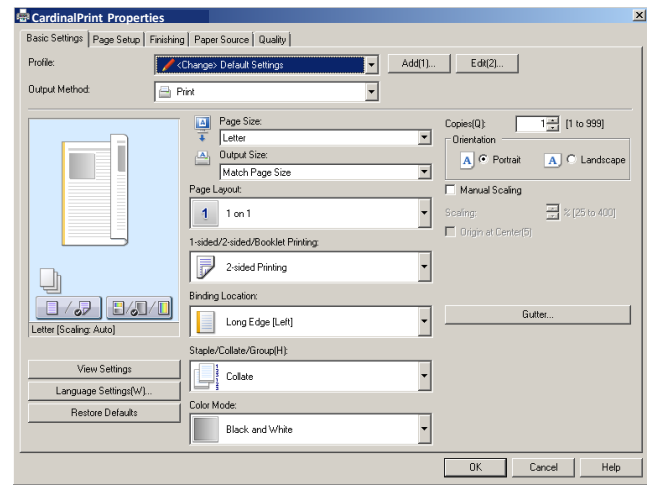 CardinalPrint Properties
Basic Settings Page Setup Finishing Paper Source Quality
Profile: <Change> Default Settings Add(1)... Edit(2)...
Output Method: Print
Page Size:
Letter
Output Size:
Match Page Size
Page Layout:
1 1 on 1
1-sided/2-sided/Booklet Printing:
2-sided Printing
Binding Location:
Long Edge [Left]
Staple/Collate/Group(H):
Collate
Color Mode:
Black and White
Copies(Q): 1 [1 to 999]
Orientation
A Portrait A Landscape
Manual Scaling
Scaling: % [25 to 400]
Origin at Center(5)
Gutter...
Letter [Scaling: Auto]
View Settings
Language Settings(W)...
Restore Defaults
OK Cancel Help